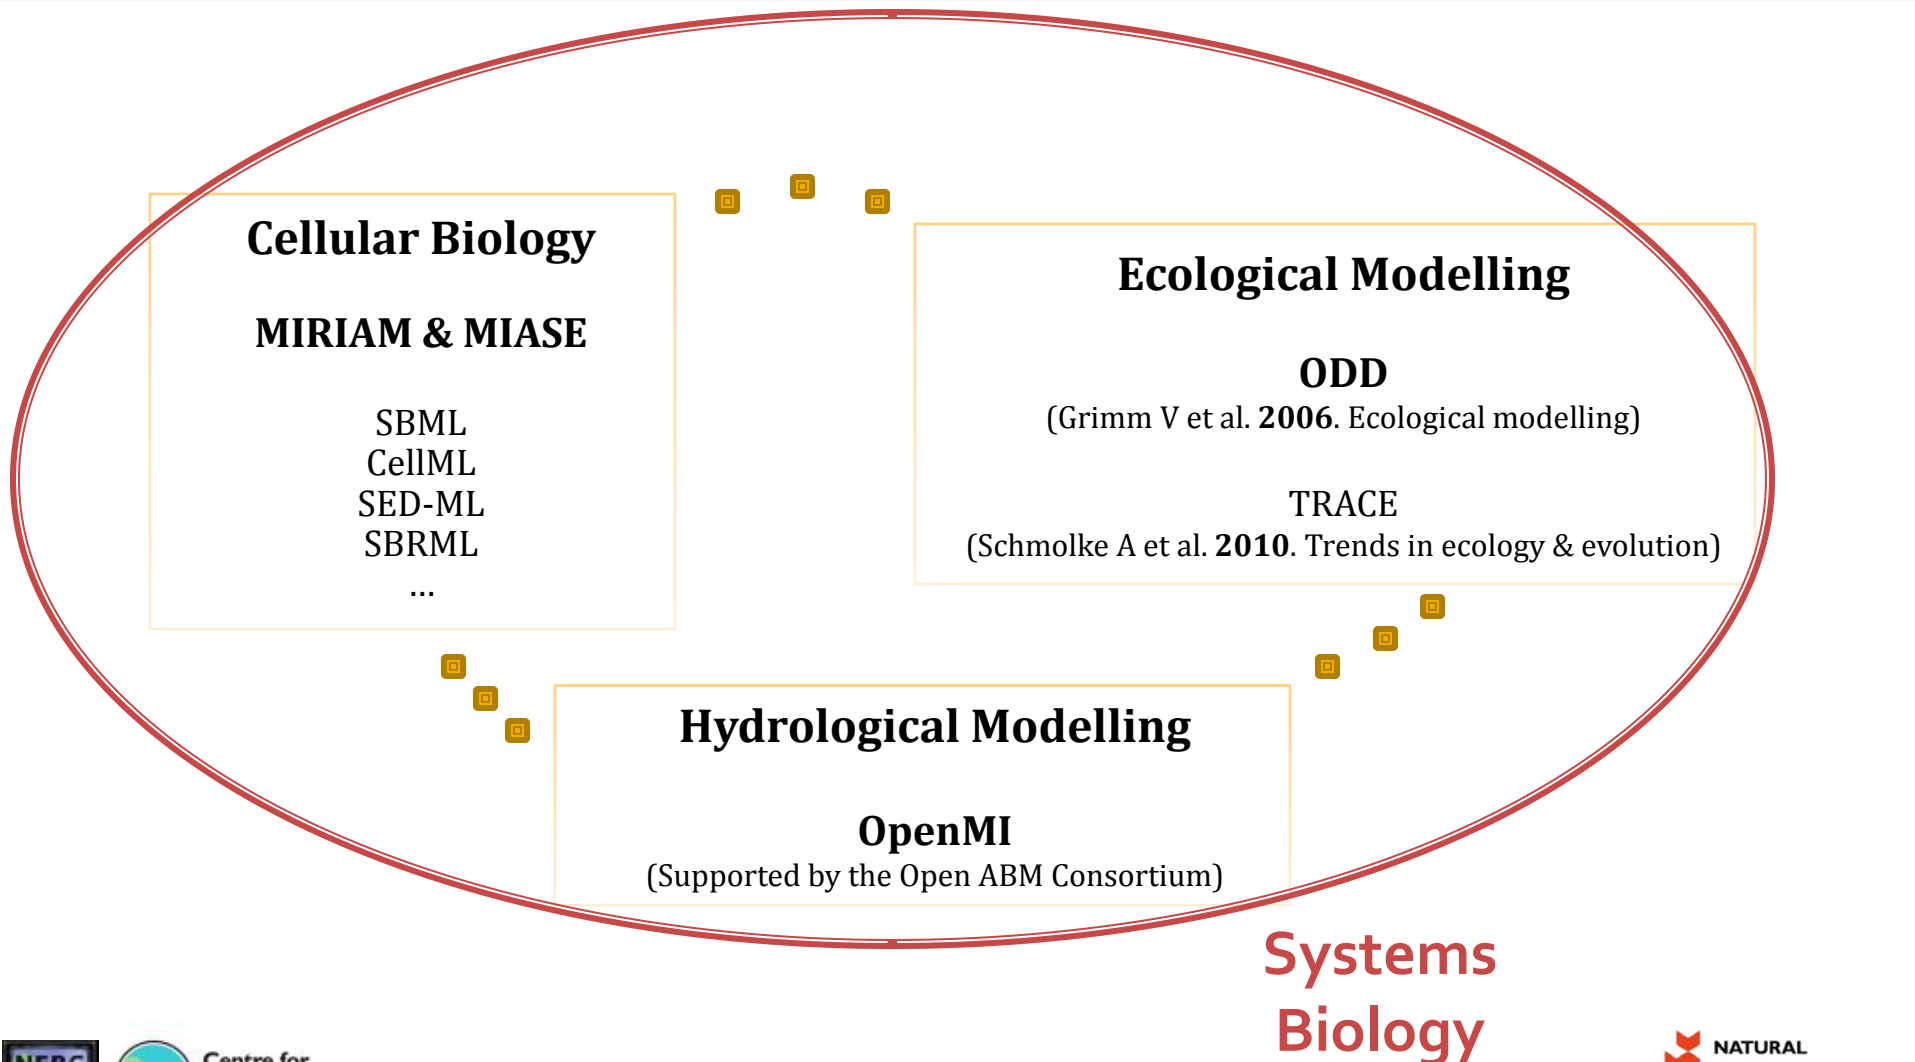 Cellular Biology
MIRIAM & MIASE
SBML
CellML
SED-ML
SBRML
...
Ecological Modelling
ODD
(Grimm V et al. 2006. Ecological modelling)
TRACE
(Schmolke A et al. 2010. Trends in ecology & evolution)
Hydrological Modelling
OpenMI
(Supported by the Open ABM Consortium)
Systems
Biology
NERC
Centre for
NATURAL